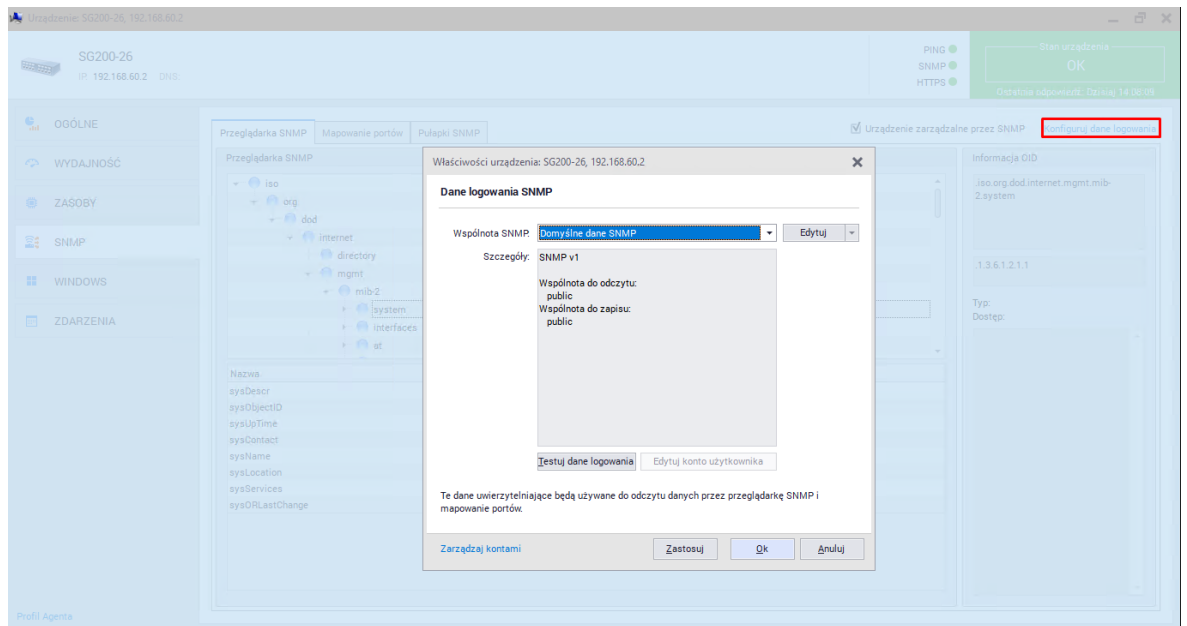 Urządzenie: SG200-26, 192.168.60.2
SG200-26
IP: 192.168.60.2 DNS:
PING
SNMP
HTTPS
Stan urządzenia
OK
Ostatnia odpowiedź: Dzisiaj 14:08:09
OGÓLNE
WYDAJNOŚĆ
ZASOBY
SNMP
WINDOWS
ZDARZENIA
Profil Agenta
Przeglądarka SNMP
Mapowanie portów
Pułapki SNMP
Urządzenie zarządzalne przez SNMP
Konfiguruj dane logowania
Przeglądarka SNMP
iso
org
dod
internet
directory
mgmt
mib-2
system
interfaces
at
Nazwa
sysDescr
sysObjectID
sysUpTime
sysContact
sysName
sysLocation
sysServices
sysORLastChange
Właściwości urządzenia: SG200-26, 192.168.60.2
Dane logowania SNMP
Wspólnota SNMP:
Domyślne dane SNMP
Edytuj
Szczegóły:
SNMP v1
Wspólnota do odczytu:
public
Wspólnota do zapisu:
public
Testuj dane logowania
Edytuj konto użytkownika
Te dane uwierzytelniające będą używane do odczytu danych przez przeglądarkę SNMP i
mapowanie portów.
Zarządzaj kontami
Zastosuj
Ok
Anuluj
Informacja OID
.iso.org.dod.internet.mgmt.mib-
2.system
.1.3.6.1.2.1.1
Typ:
Dostęp: